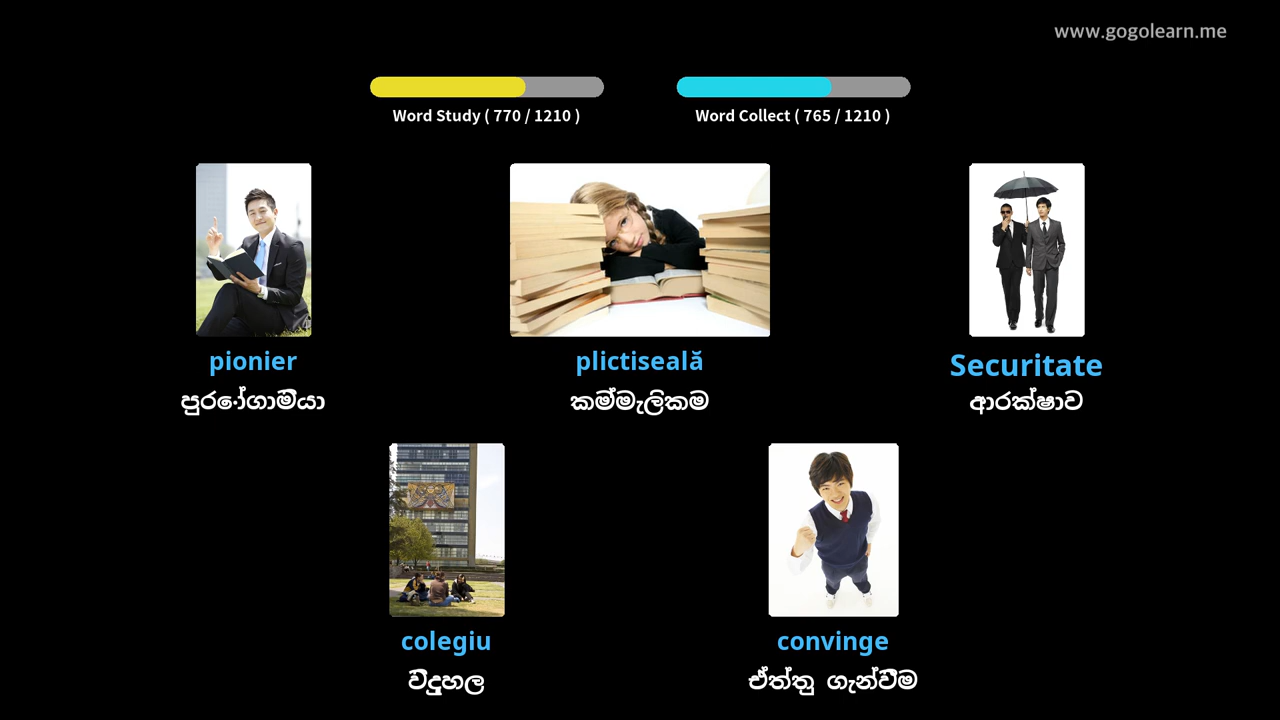 www.gogolearn.me
Word Study ( 770 / 1210 )
Word Collect ( 765 / 1210 )
pionier
පුරෝගාමියා
plictiseală
කම්මැලිකම
Securitate
ආරක්ෂාව
colegiu
විදුහල
convinge
ඒත්තු ගැන්වීම